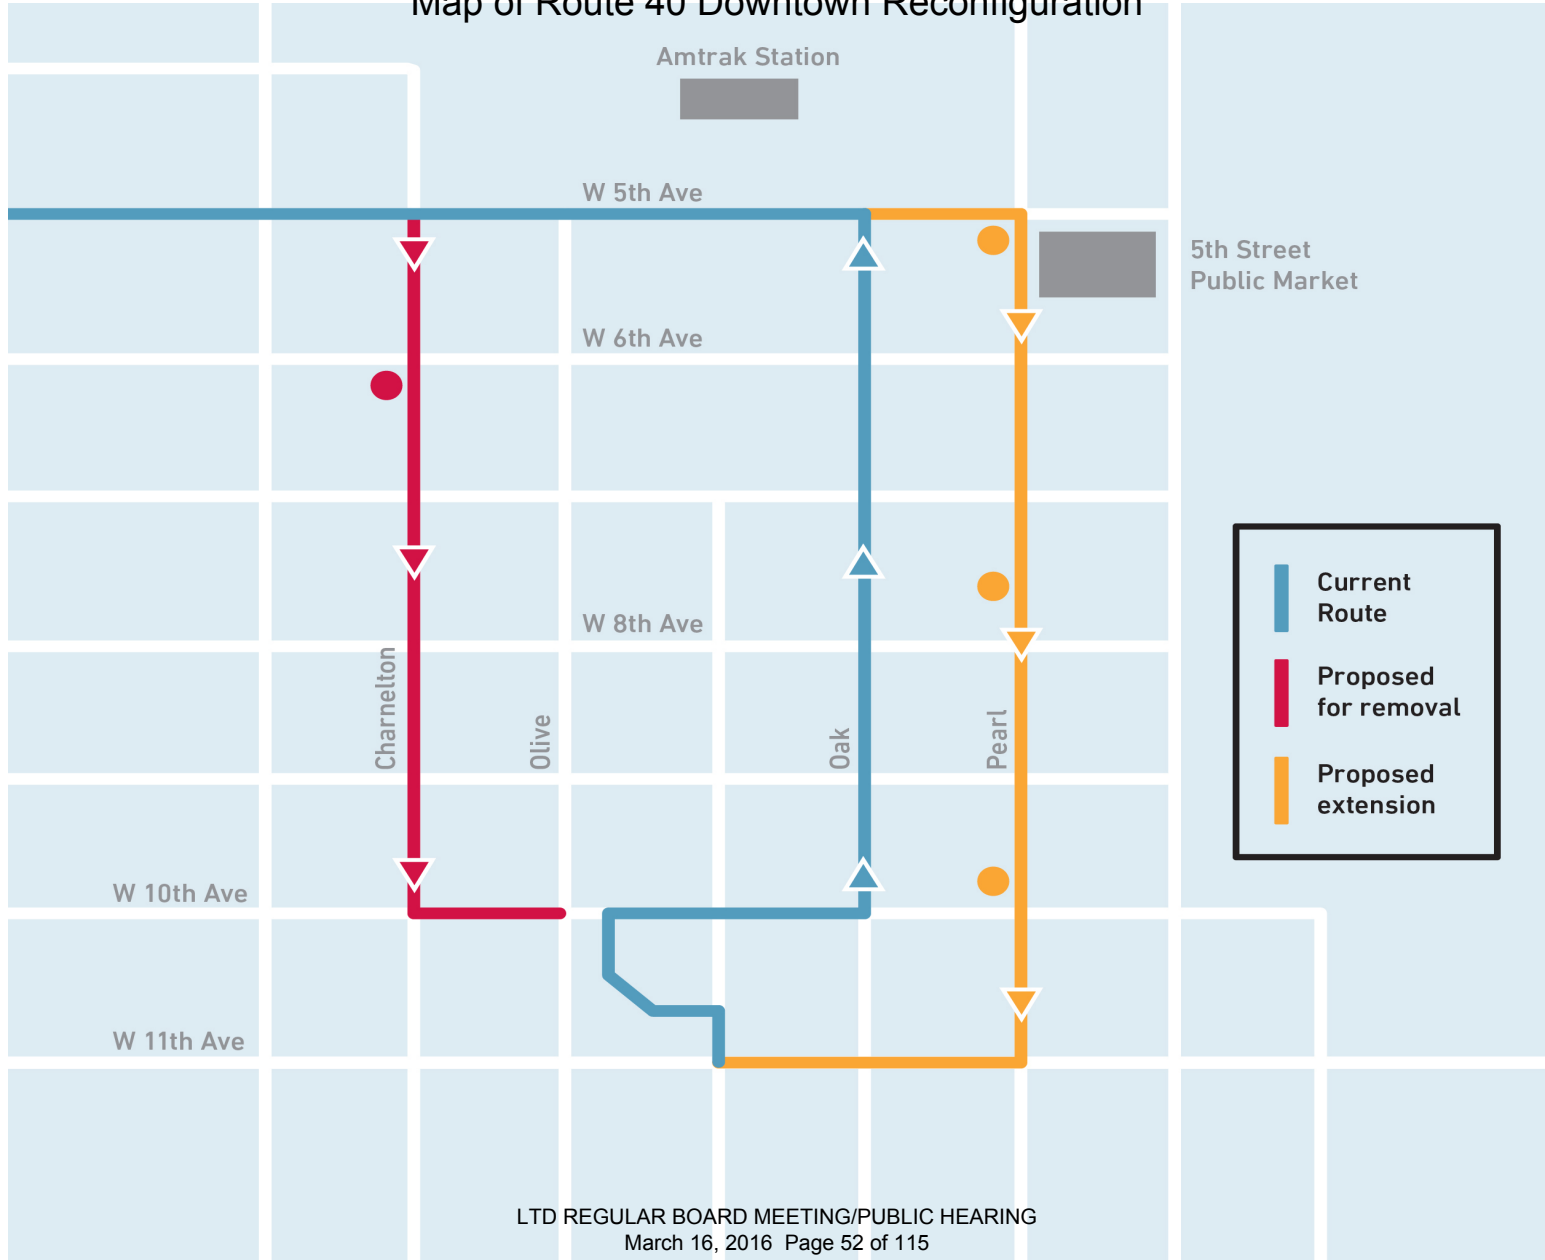 Map of Route 40 Downtown Reconfiguration
Amtrak Station
W 5th Ave
5th Street
Public Market
W 6th Ave
Current
Route
W 8th Ave
Proposed
for removal
Charnelton
Olive
Oak
Pearl
Proposed
extension
W 10th Ave
W 11th Ave
LTD REGULAR BOARD MEETING/PUBLIC HEARING
March 16, 2016 Page 52 of 115